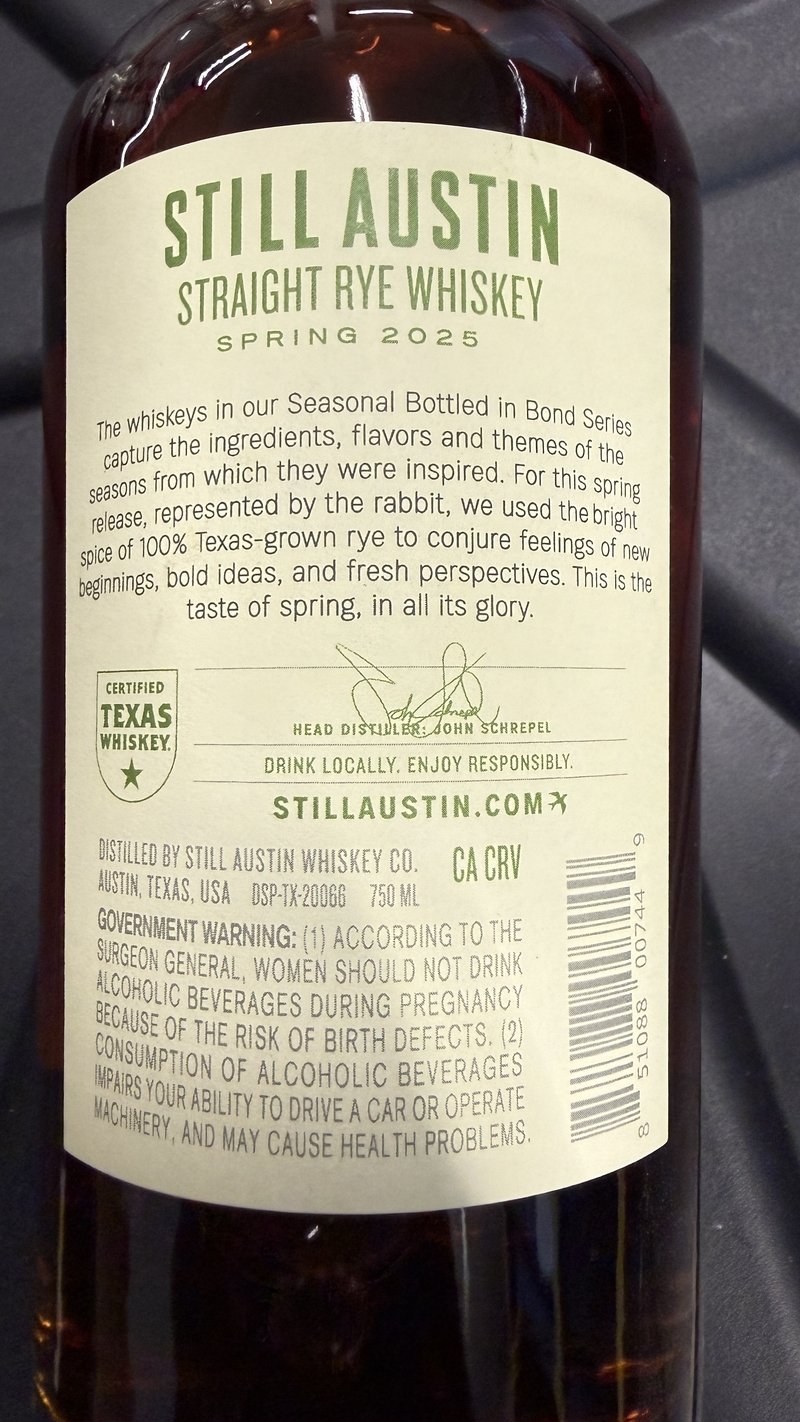 STILL AUSTIN
STRAIGHT RYE WHISKEY
SPRING 2025
The whiskeys in our Seasonal Bottled in Bond Series
capture the ingredients, flavors and themes of the
seasons from which they were inspired. For this spring
release, represented by the rabbit, we used the bright
spice of 100% Texas-grown rye to conjure feelings of new
beginnings, bold ideas, and fresh perspectives. This is the
taste of spring, in all its glory.
CERTIFIED
TEXAS
WHISKEY.
John Schrepel
HEAD DISTILLER: JOHN SCHREPEL
DRINK LOCALLY. ENJOY RESPONSIBLY.
STILLAUSTIN.COM
DISTILLED BY STILL AUSTIN WHISKEY CO.
AUSTIN, TEXAS, USA DSP-TX-20066 750 ML
CA CRV
GOVERNMENT WARNING: (1) ACCORDING TO THE
SURGEON GENERAL, WOMEN SHOULD NOT DRINK
ALCOHOLIC BEVERAGES DURING PREGNANCY
BECAUSE OF THE RISK OF BIRTH DEFECTS. (2)
CONSUMPTION OF ALCOHOLIC BEVERAGES
IMPAIRS YOUR ABILITY TO DRIVE A CAR OR OPERATE
MACHINERY, AND MAY CAUSE HEALTH PROBLEMS.
8 51088 00744 9